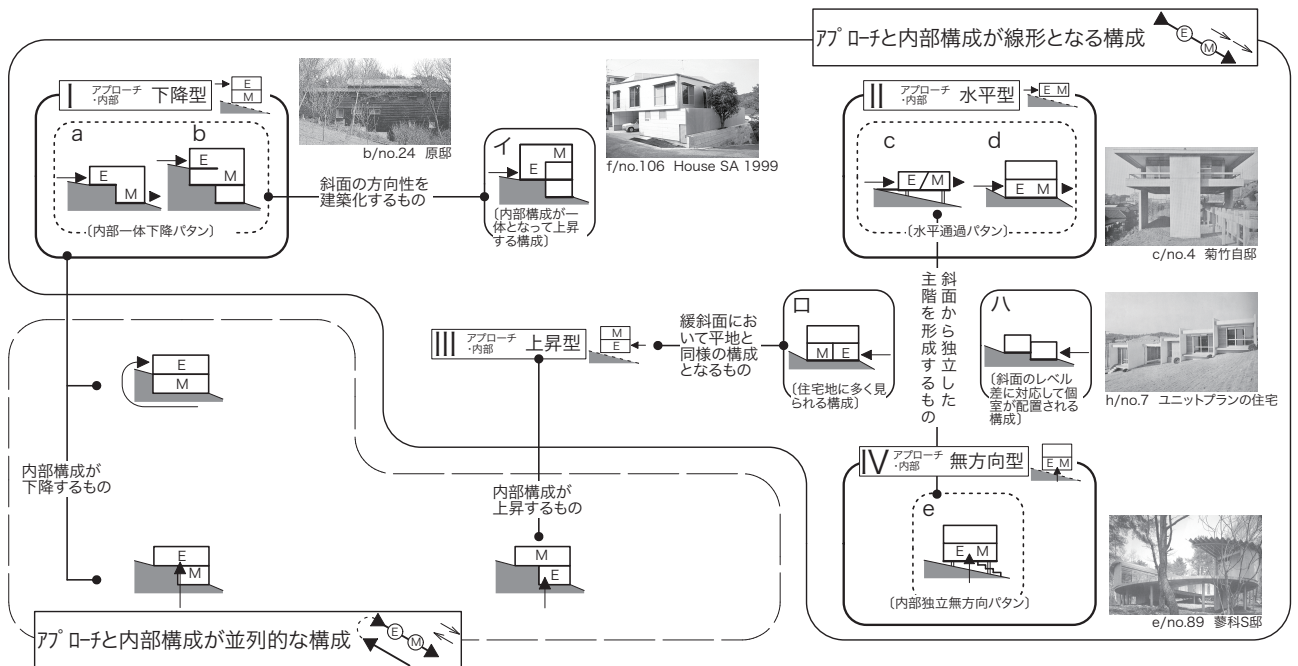 アプローチと内部構成が線形となる構成
E
M
I アプローチ・内部 下降型
E
M
a
E
M
b
E
M
〔内部一体下降パタン〕
b/no.24 原邸
斜面の方向性を
建築化するもの
イ
M
E
〔内部構成が一
体となって上昇
する構成〕
f/no.106 House SA 1999
II アプローチ・内部 水平型
E M
c
E/M
d
E M
〔水平通過パタン〕
c/no.4 菊竹自邸
斜面から独立した
主階を形成するもの
III アプローチ・内部 上昇型
M
E
緩斜面にお
いて平地と
同様の構成
となるもの
ロ
M E
〔住宅地に多く見
られる構成〕
ハ
〔斜面のレベル
差に対応して個
室が配置される
構成〕
h/no.7 ユニットプランの住宅
E
M
内部構成が
下降するもの
E
M
内部構成が
上昇するもの
M
E
IV アプローチ・内部 無方向型
E M
e
E M
〔内部独立無方向パタン〕
e/no.89 蓼科S邸
アプローチと内部構成が並列的な構成
E
M